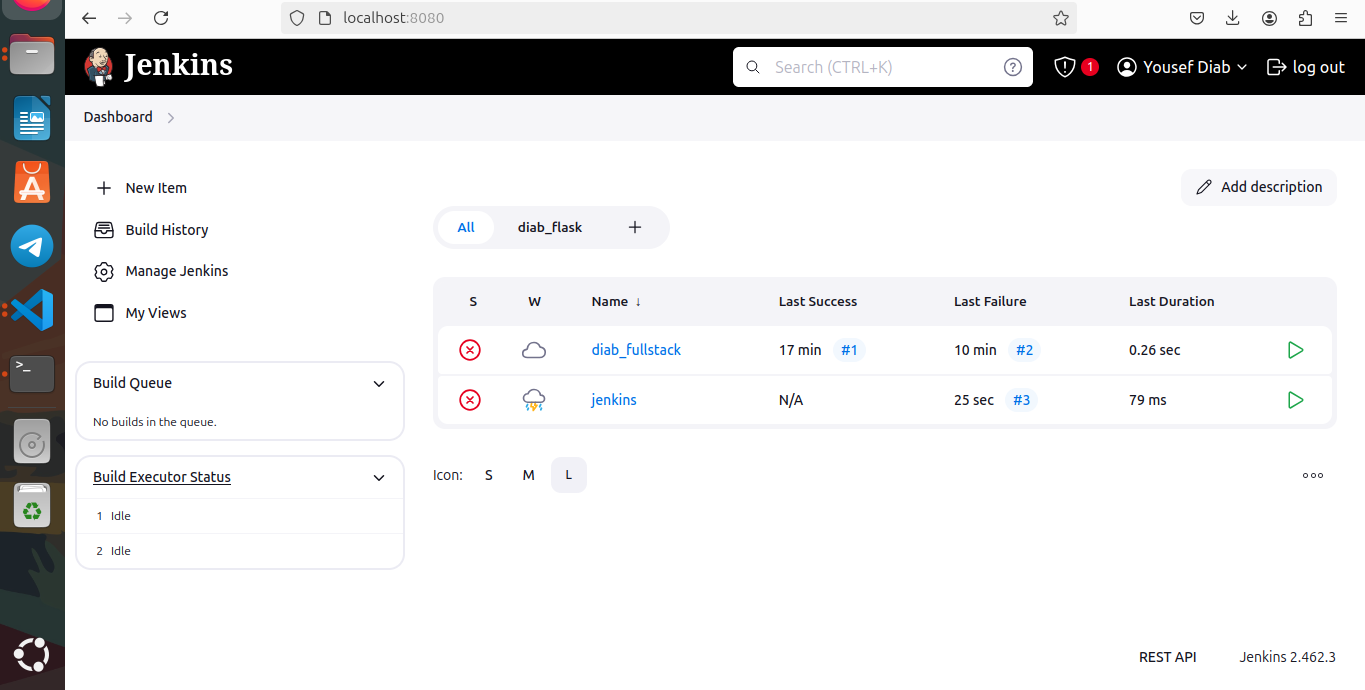 localhost:8080
Jenkins
Search (CTRL+K)
1
Yousef Diab
log out
Dashboard
New Item
Build History
Manage Jenkins
My Views
Build Queue
No builds in the queue.
Build Executor Status
1 Idle
2 Idle
Add description
All diab_flask
S W Name ↓ Last Success Last Failure Last Duration
diab_fullstack 17 min #1 10 min #2 0.26 sec
jenkins N/A 25 sec #3 79 ms
Icon: S M L
REST API Jenkins 2.462.3